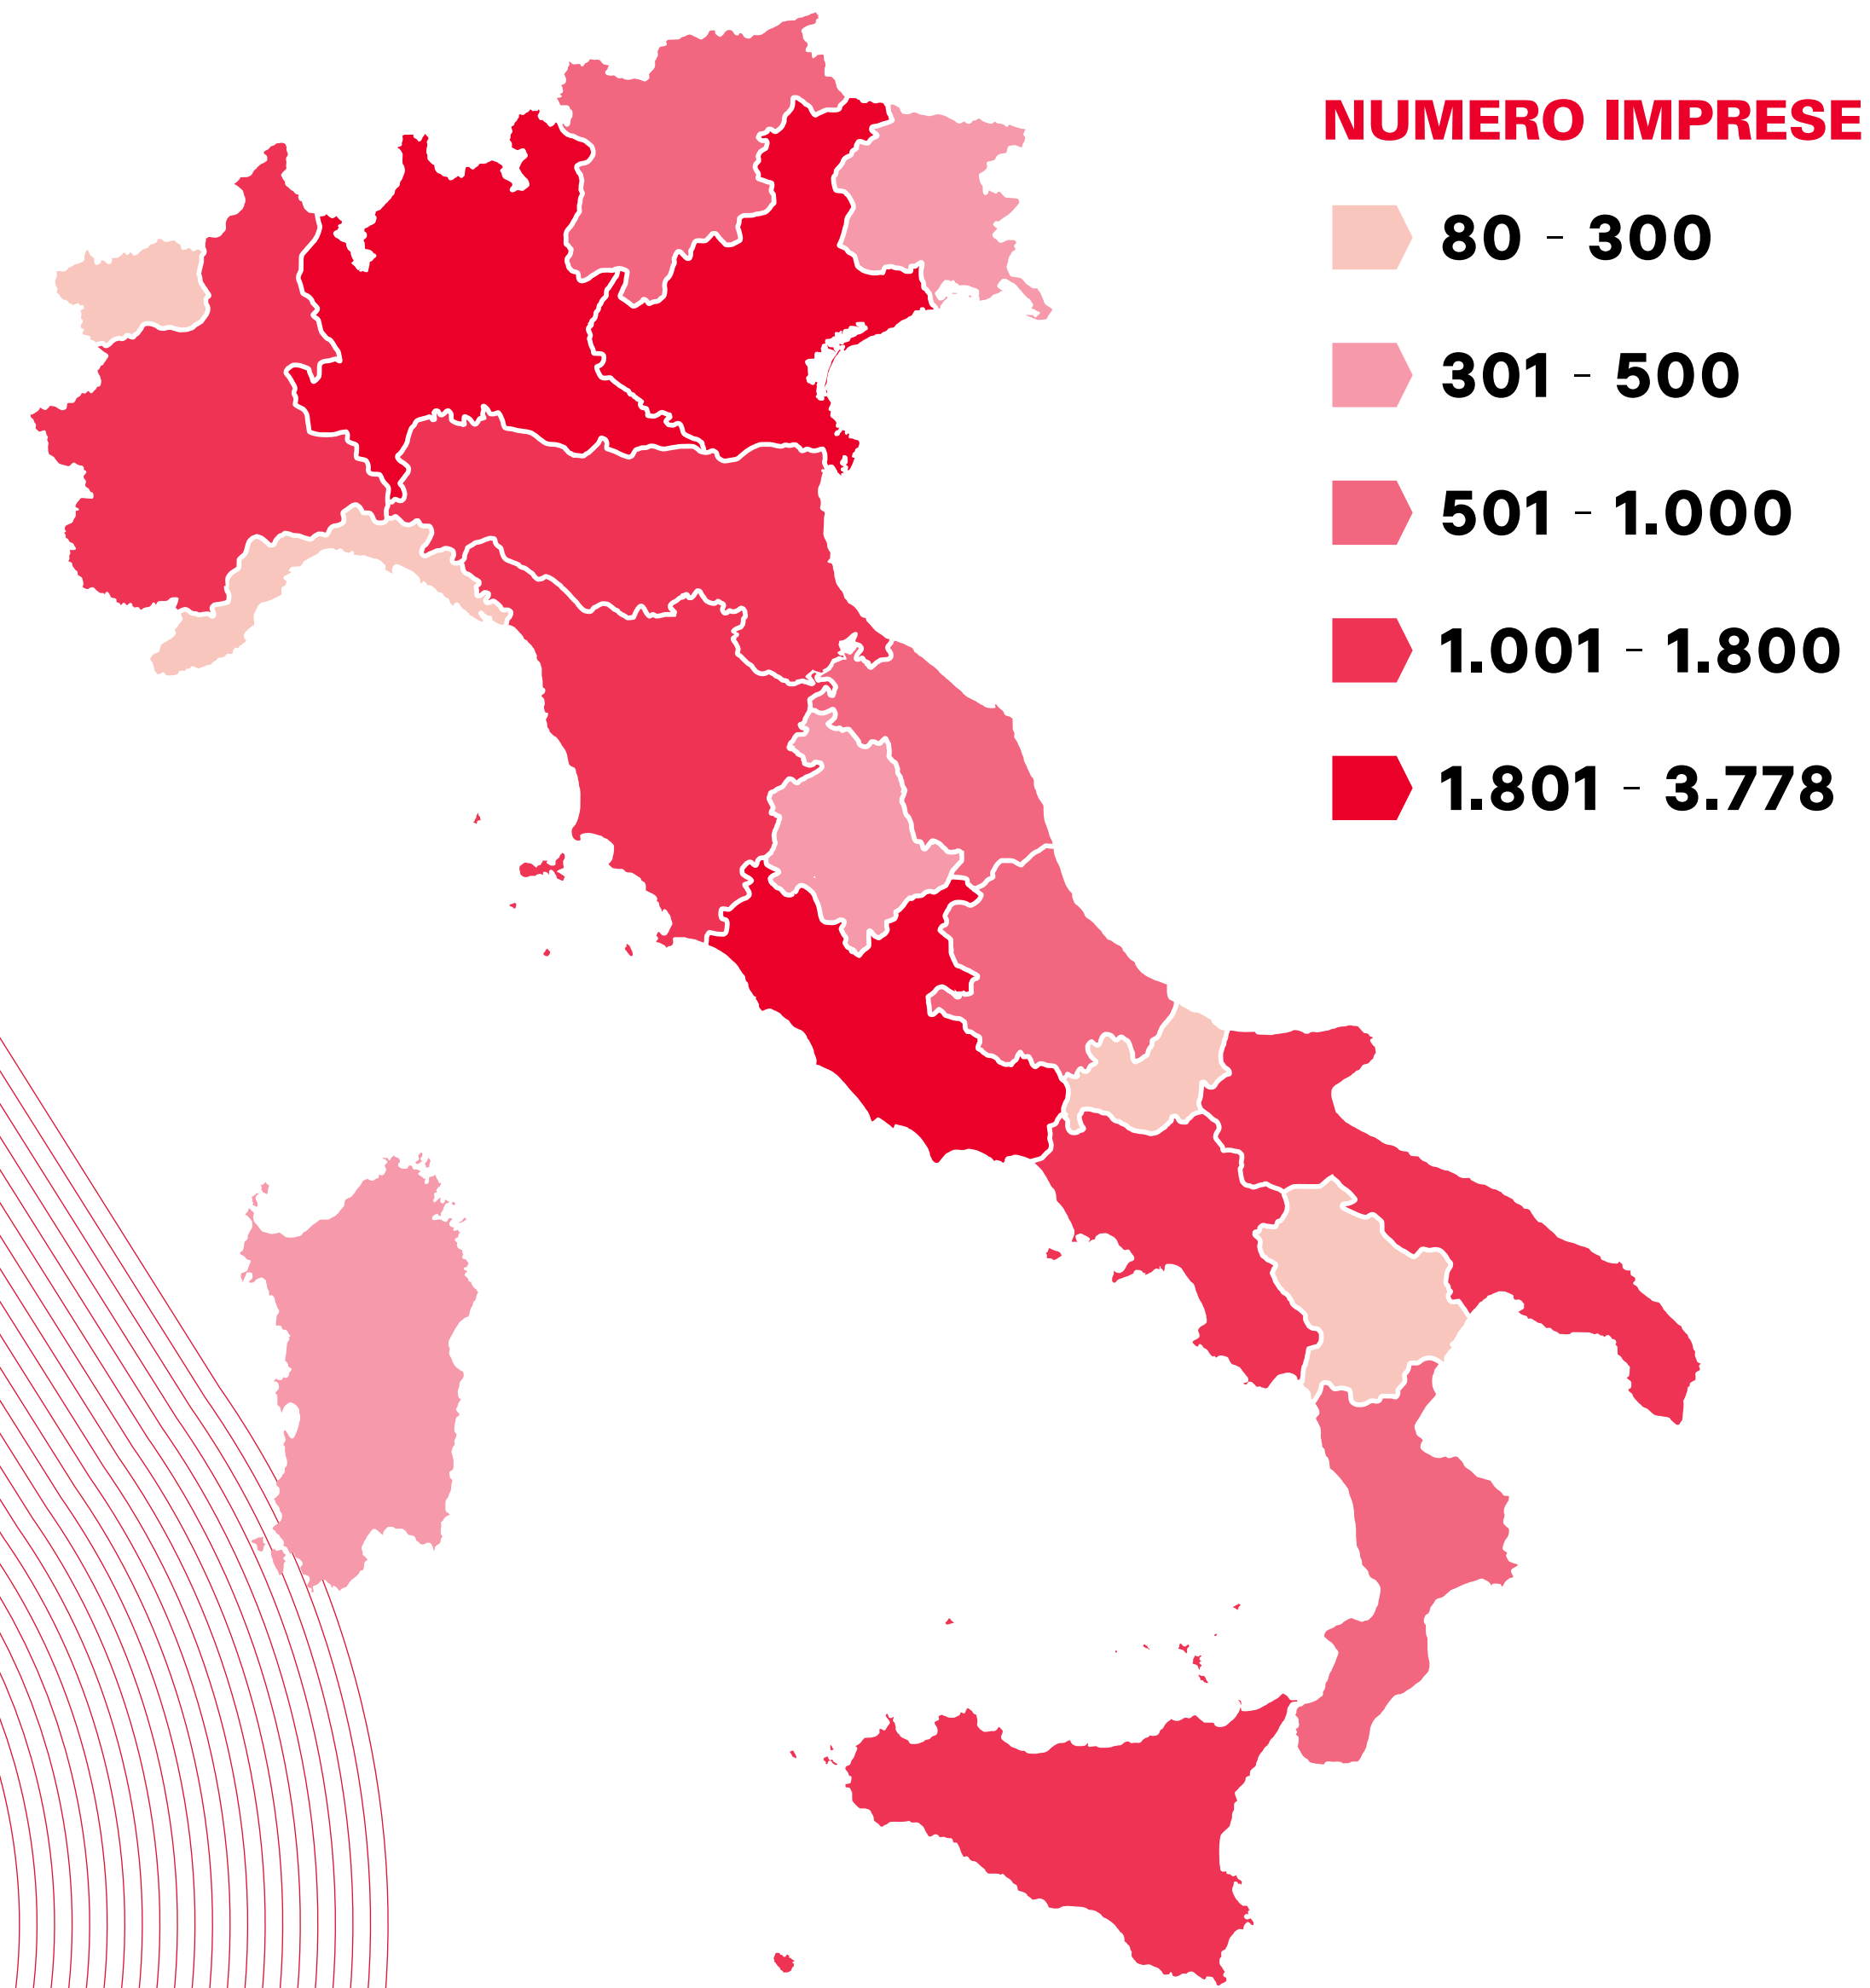 NUMERO IMPRESE
80 – 300
301 – 500
501 – 1.000
1.001 – 1.800
1.801 – 3.778